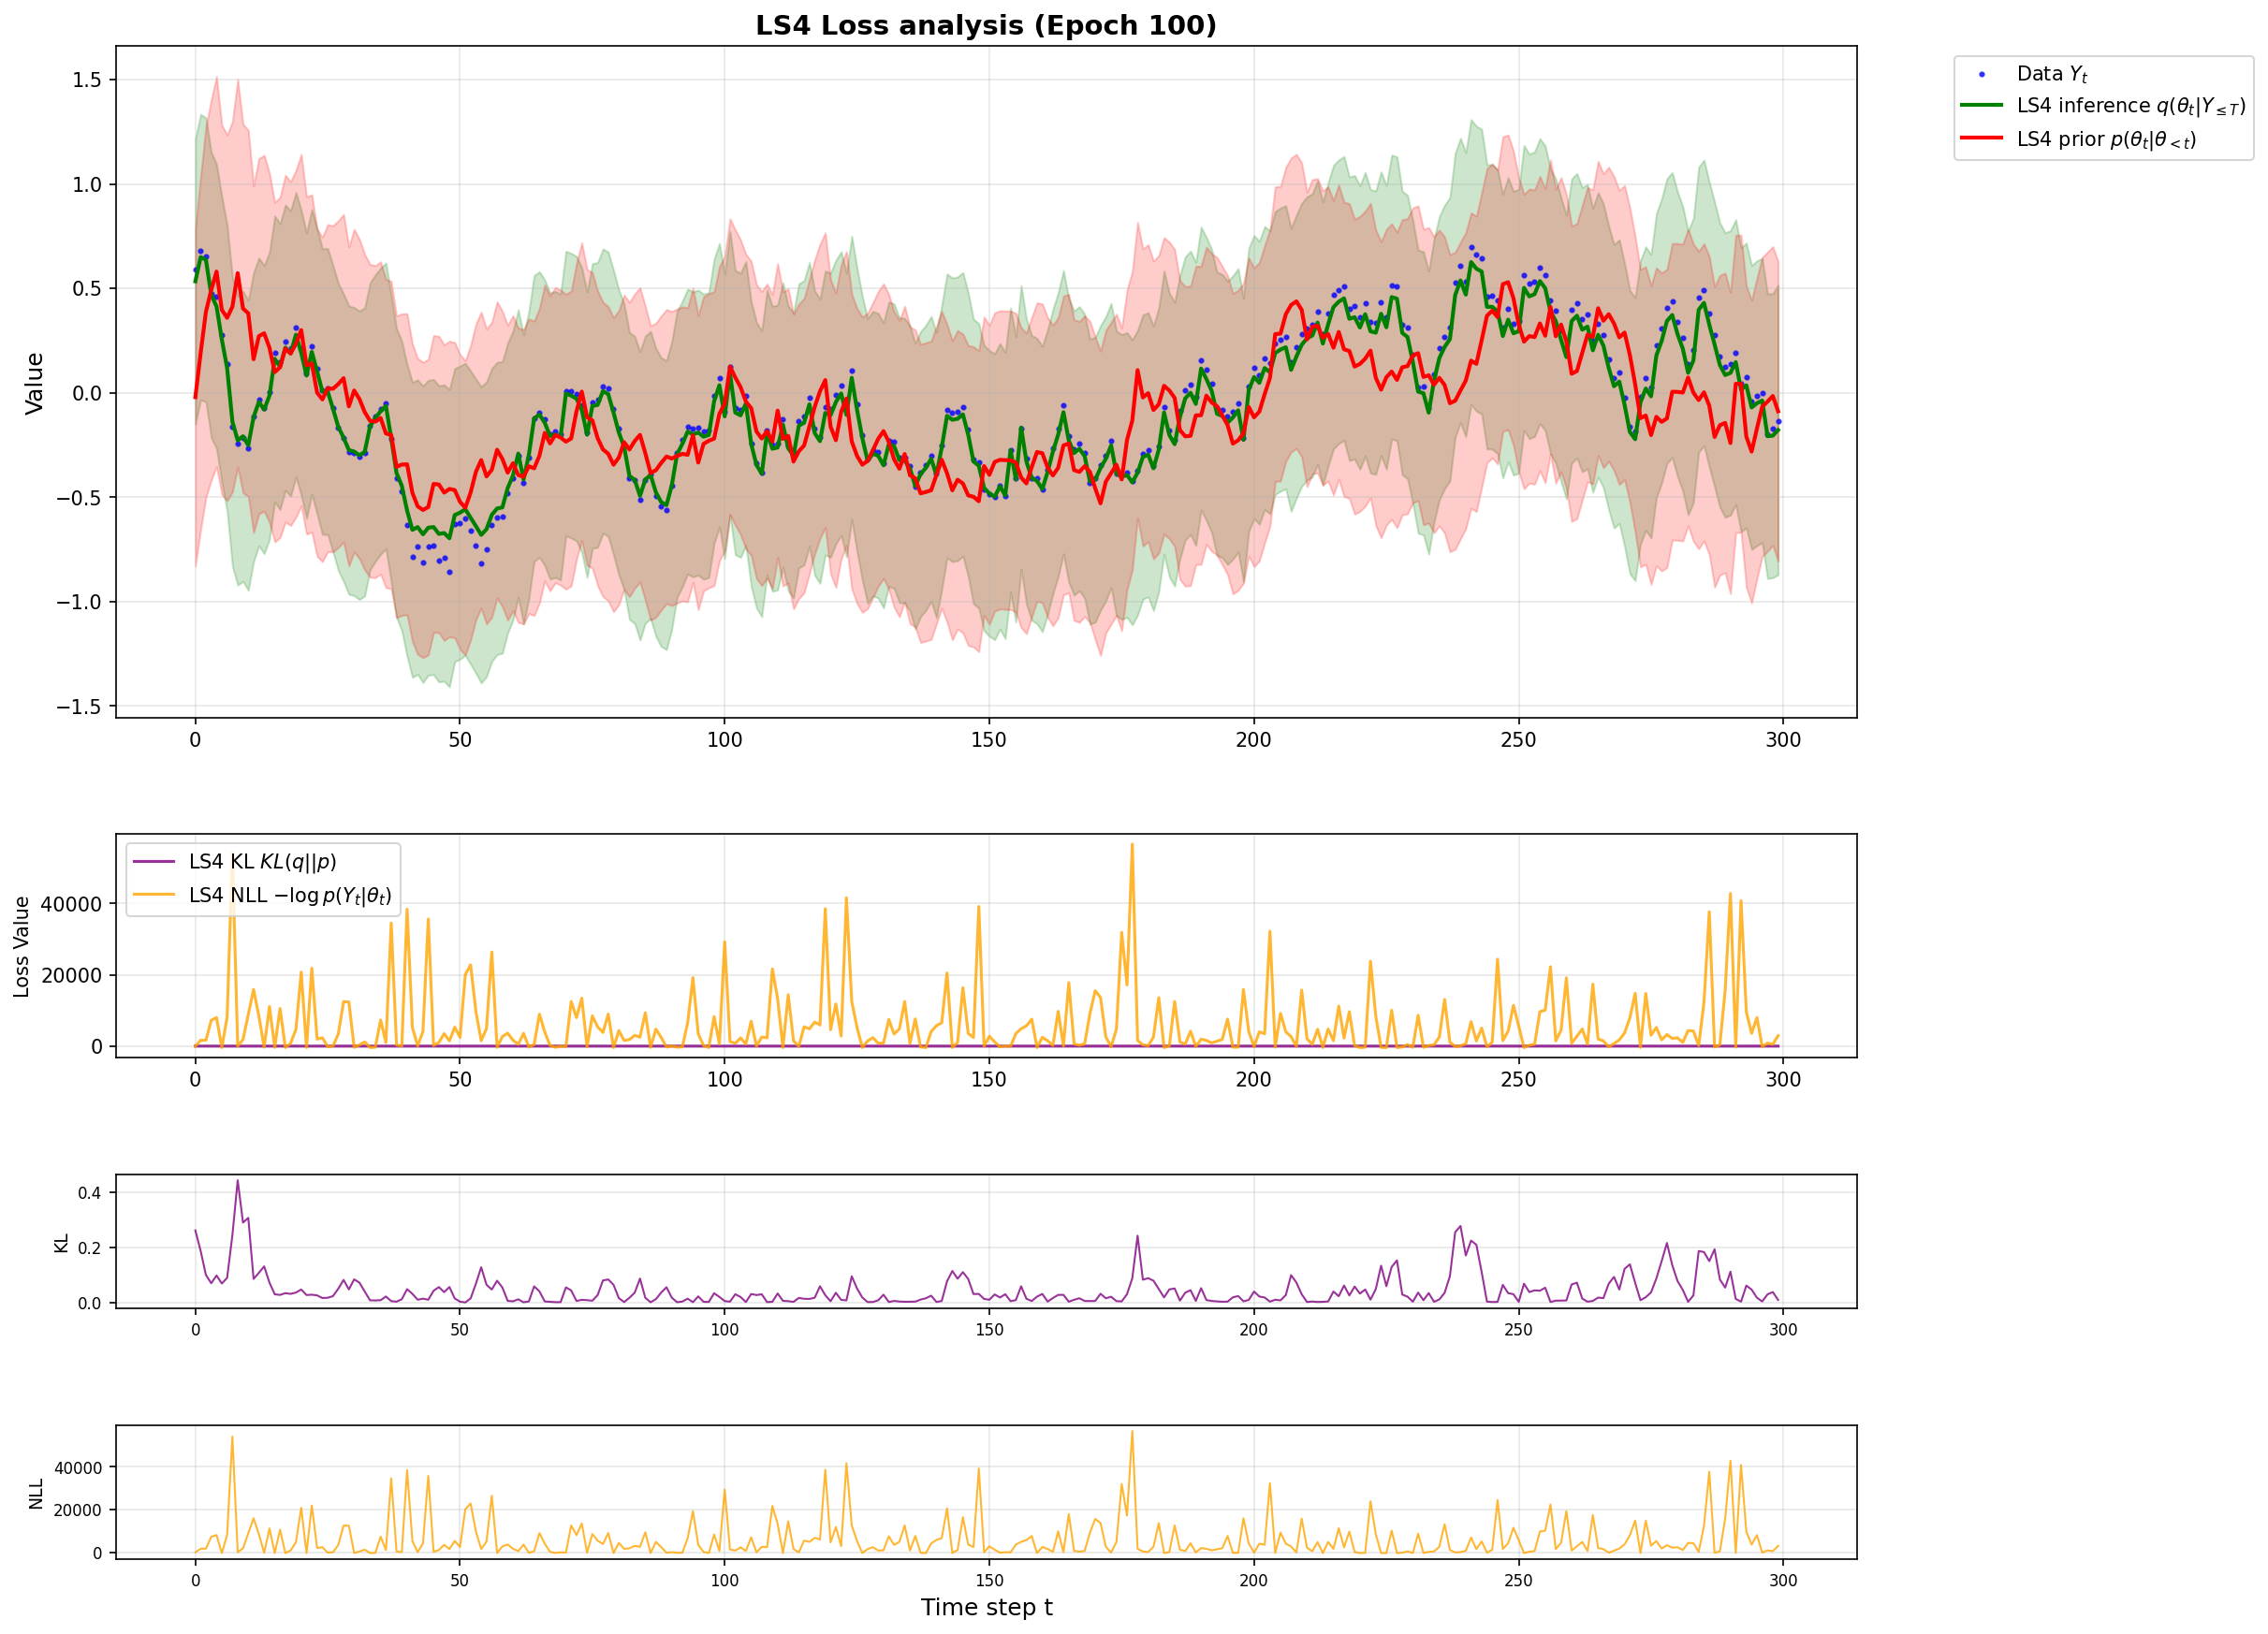 LS4 Loss analysis (Epoch 100)
Value
1.5
1.0
0.5
0.0
−0.5
−1.0
−1.5
0 50 100 150 200 250 300
Data Y_t
LS4 inference q(θ_t|Y_{≤T})
LS4 prior p(θ_t|θ_{<t})
Loss Value
40000
20000
0
LS4 KL KL(q||p)
LS4 NLL −log p(Y_t|θ_t)
0 50 100 150 200 250 300
KL
0.4
0.2
0.0
0 50 100 150 200 250 300
NLL
40000
20000
0
0 50 100 150 200 250 300
Time step t